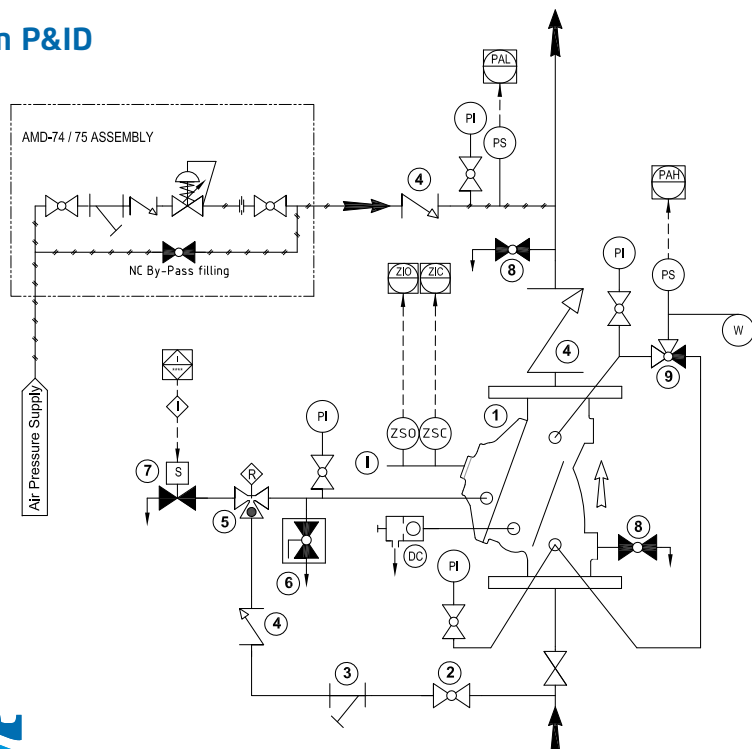 n P&ID
PAL
AMD-74 / 75 ASSEMBLY
PI
PS
4
PAH
NC By-Pass filling
8
ZIO ZIC
PI
PS
W
I
****
4
9
Air Pressure Supply
I
1
PI
ZSO ZSC
7
S
R
I
5
8
DC
6
PI
4
3
2